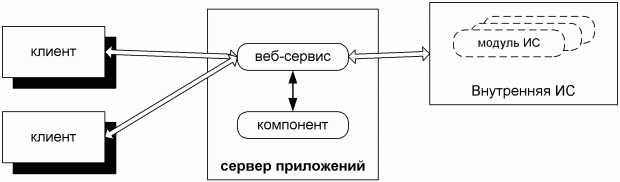 клиент
веб-сервис
модуль ИС
Внутренняя ИС
клиент
компонент
сервер приложений